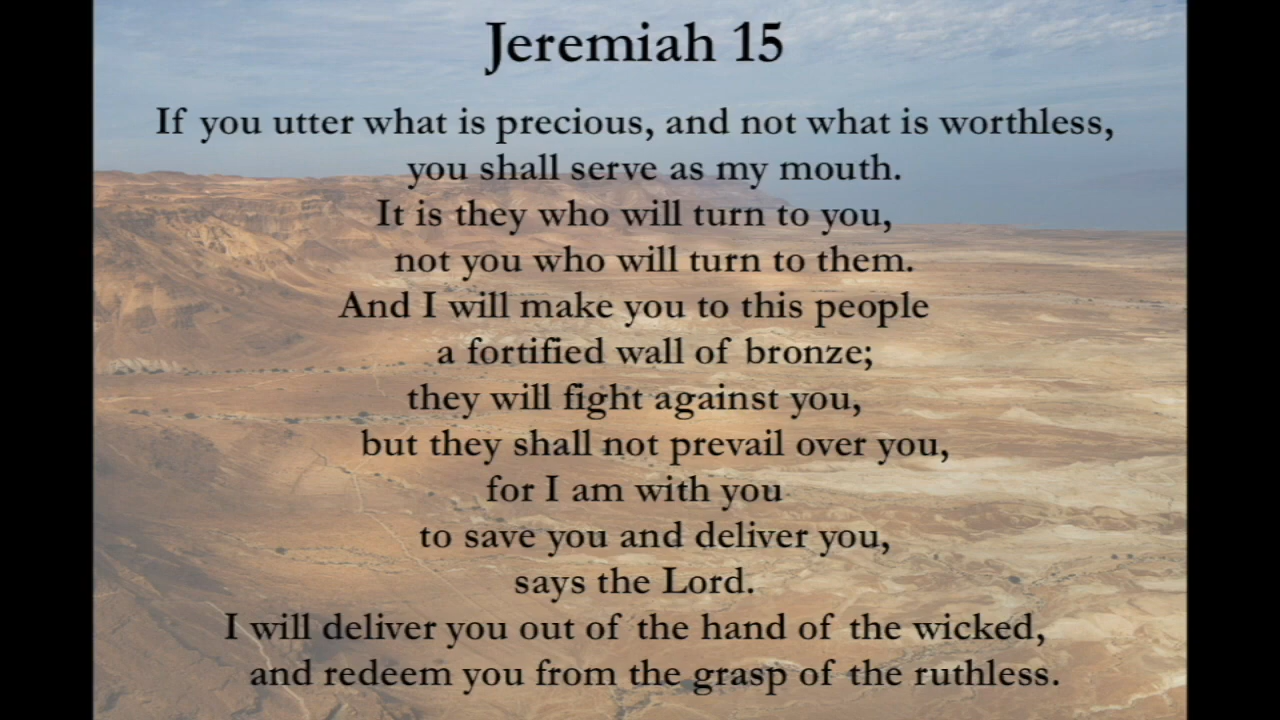 Jeremiah 15
If you utter what is precious, and not what is worthless,
you shall serve as my mouth.
It is they who will turn to you,
not you who will turn to them.
And I will make you to this people
a fortified wall of bronze;
they will fight against you,
but they shall not prevail over you,
for I am with you
to save you and deliver you,
says the Lord.
I will deliver you out of the hand of the wicked,
and redeem you from the grasp of the ruthless.